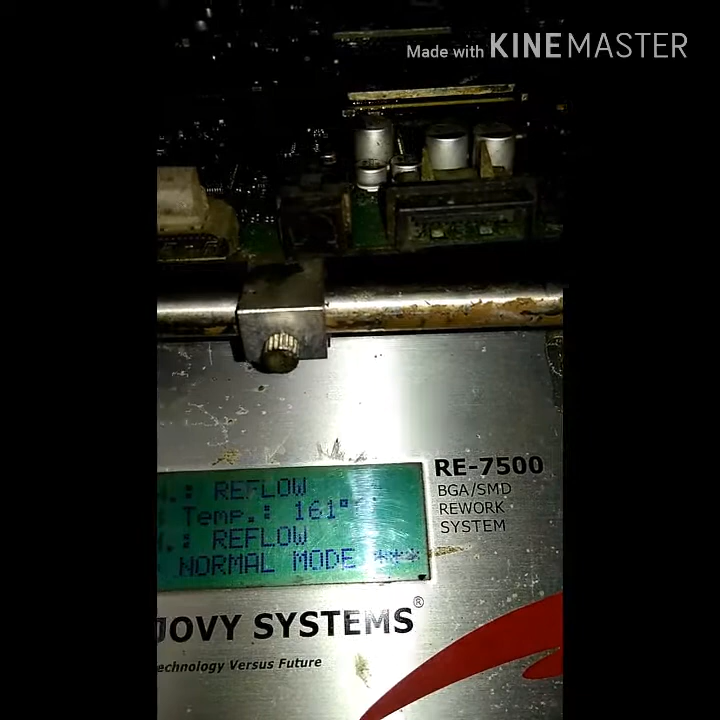 Made with KINEMASTER
RE-7500
BGA/SMD
REWORK
SYSTEM
.: REFLOW
Temp.: 161°
.: REFLOW
NORMAL MODE ***
JOVY SYSTEMS®
echnology Versus Future